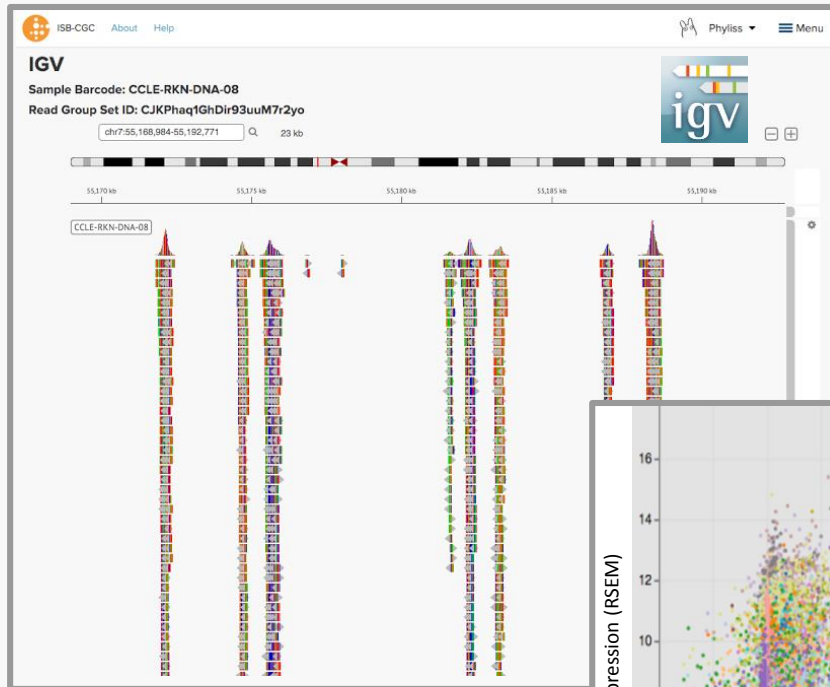 ISB-CGC About Help Phyliss Menu
IGV
Sample Barcode: CCLE-RKN-DNA-08
Read Group Set ID: CJKPhaq1GhDir93uuM7r2yo
igv
chr7:55,168,984-55,192,771 23 kb
55,170 kb 55,175 kb 55,180 kb 55,185 kb 55,190 kb
CCLE-RKN-DNA-08
16
14
12
10
(RSEM)